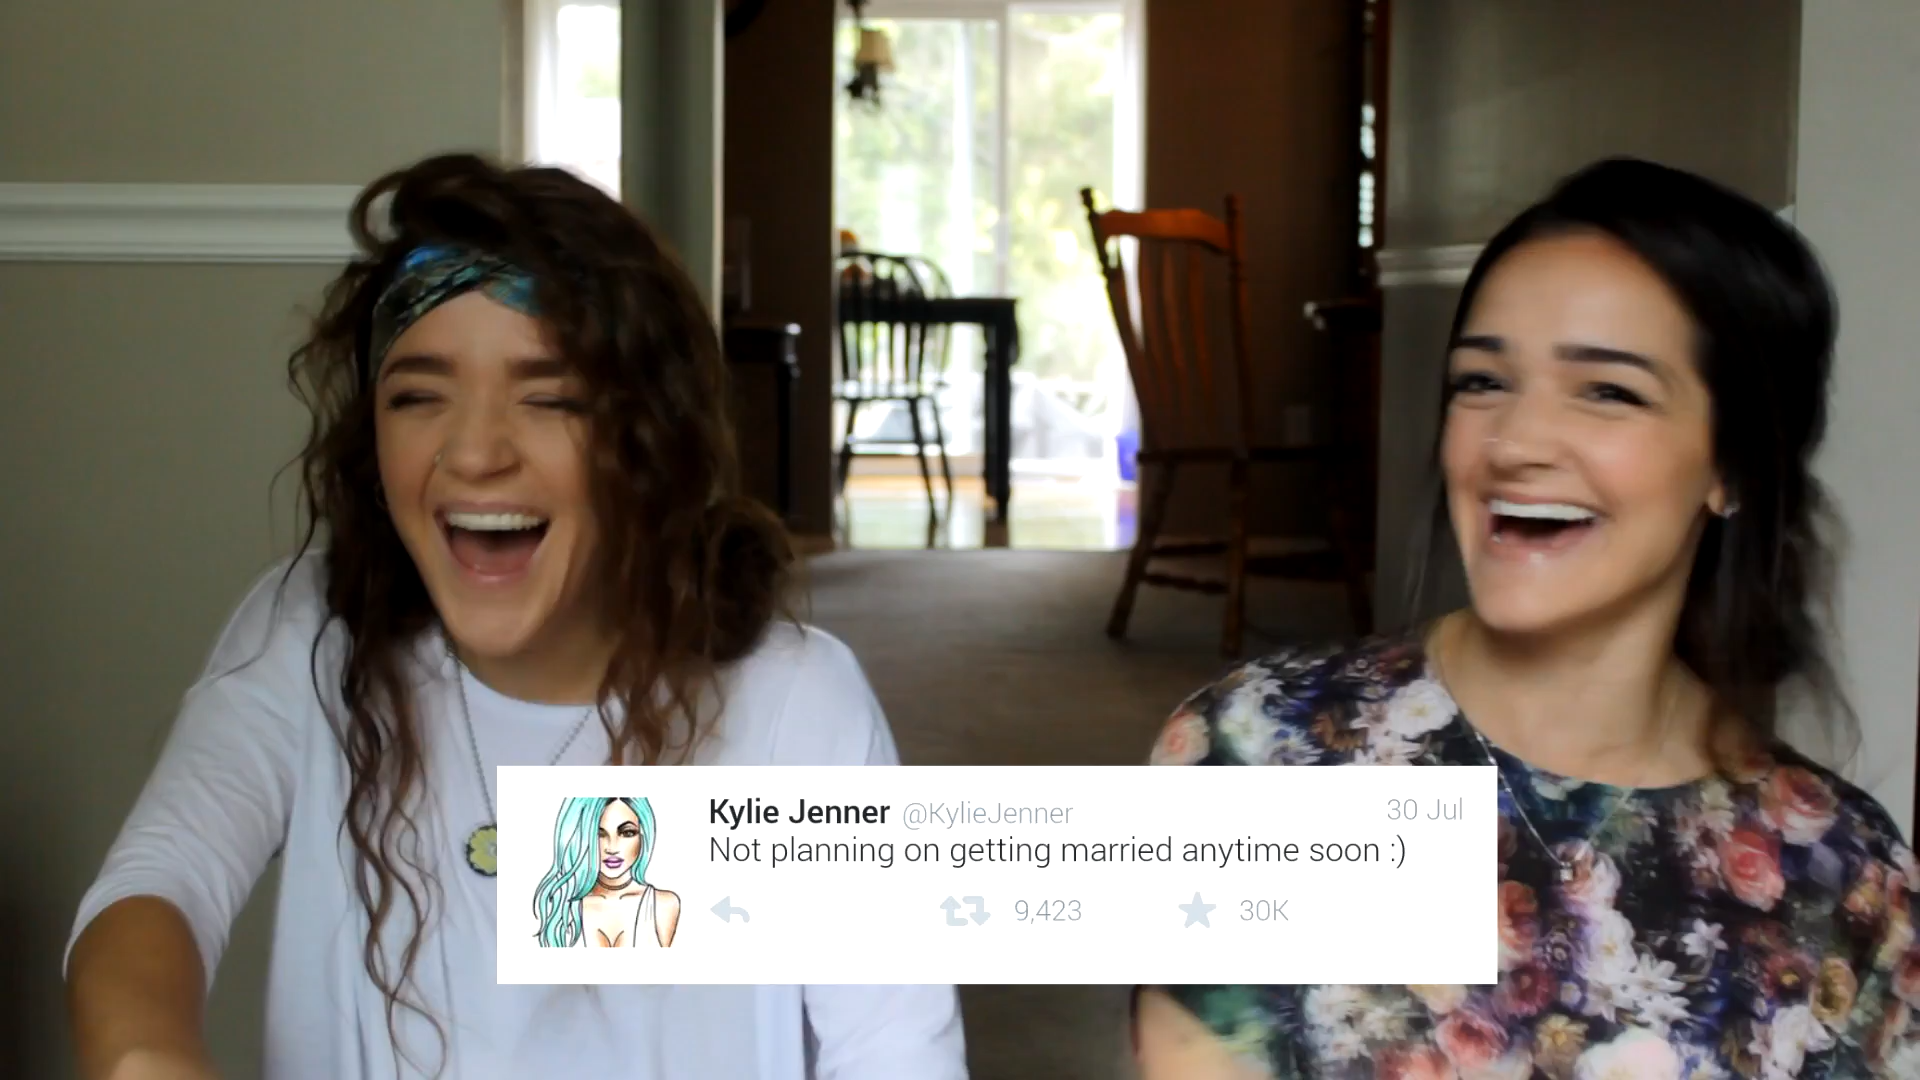 Kylie Jenner @KylieJenner 30 Jul
Not planning on getting married anytime soon :)
9,423 30K